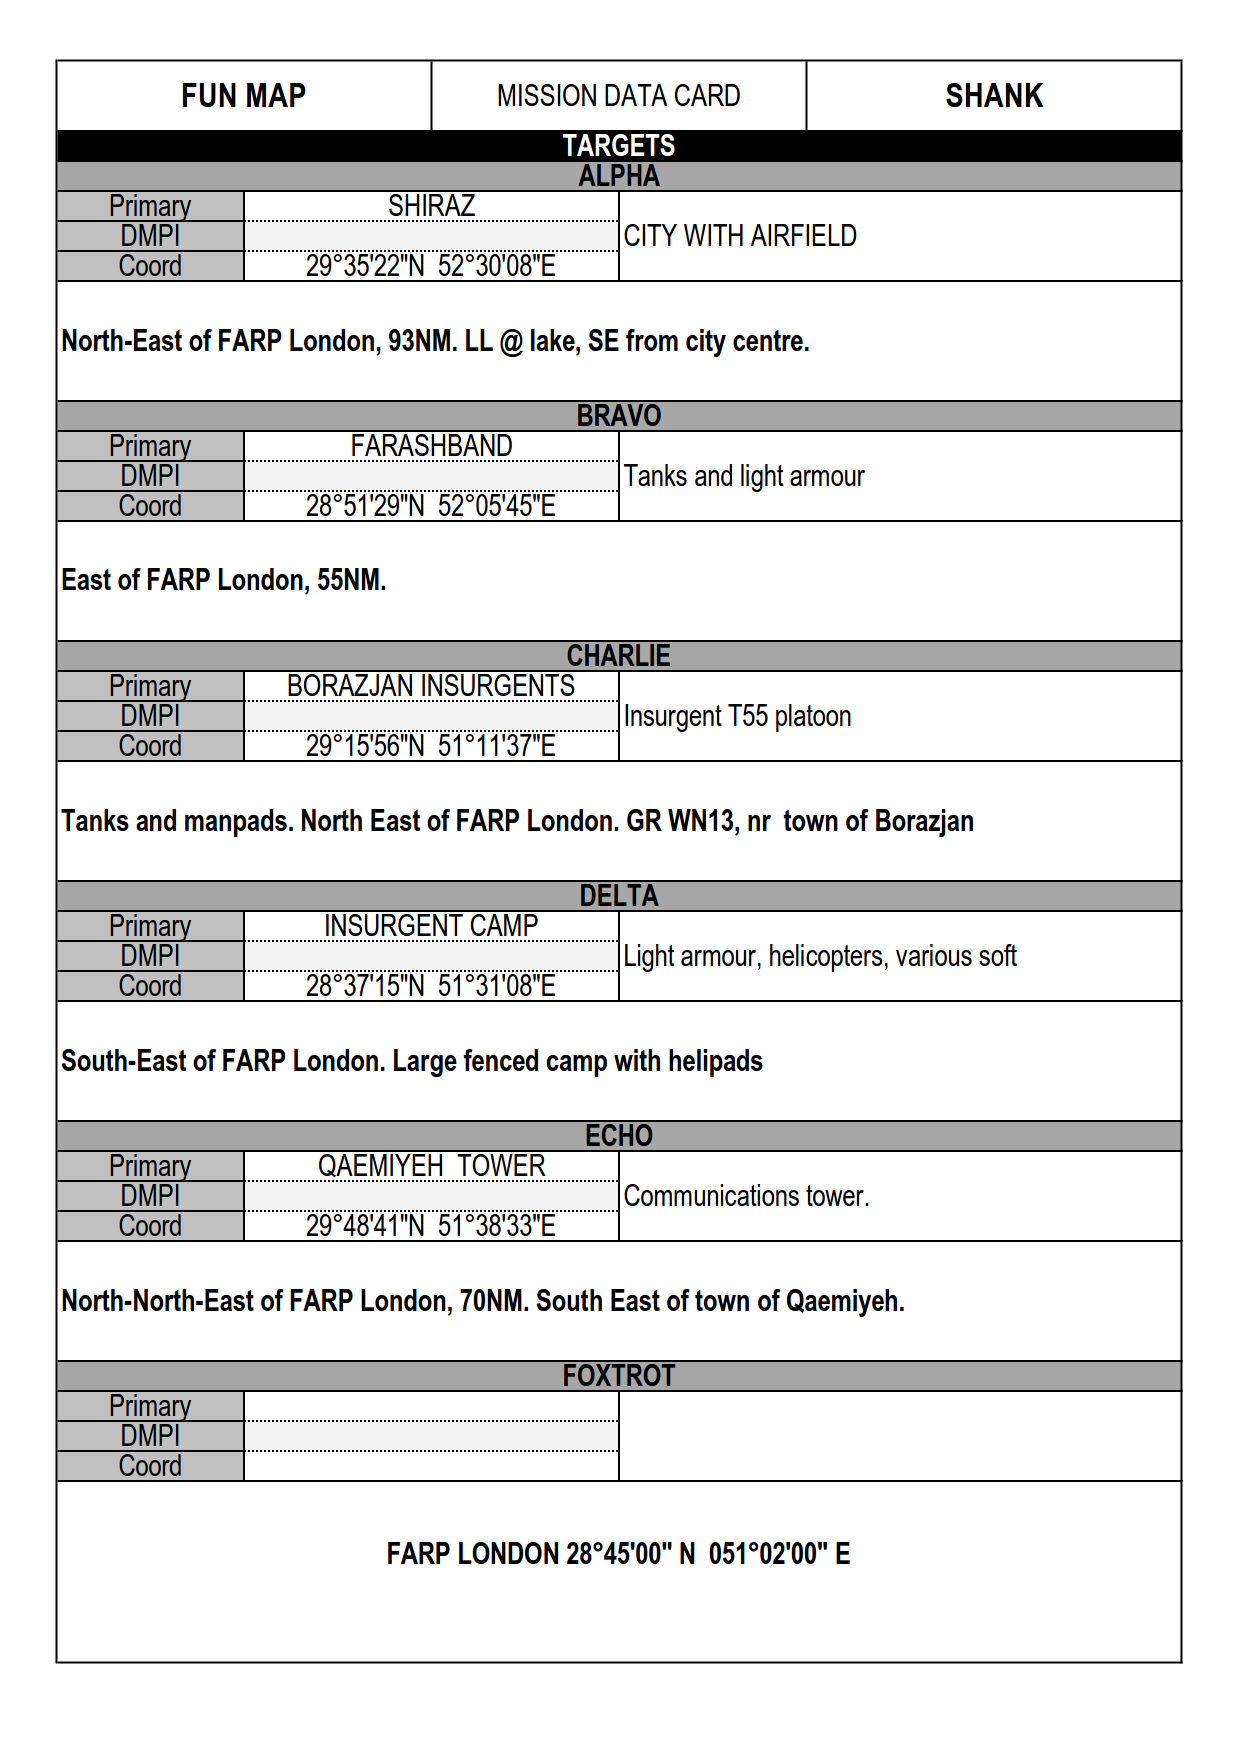 FUN MAP MISSION DATA CARD SHANK
TARGETS
ALPHA
Primary SHIRAZ
DMPI
Coord 29°35'22"N 52°30'08"E
CITY WITH AIRFIELD
North-East of FARP London, 93NM. LL @ lake, SE from city centre.
BRAVO
Primary FARASHBAND
DMPI
Coord 28°51'29"N 52°05'45"E
Tanks and light armour
East of FARP London, 55NM.
CHARLIE
Primary BORAZJAN INSURGENTS
DMPI
Coord 29°15'56"N 51°11'37"E
Insurgent T55 platoon
Tanks and manpads. North East of FARP London. GR WN13, nr town of Borazjan
DELTA
Primary INSURGENT CAMP
DMPI
Coord 28°37'15"N 51°31'08"E
Light armour, helicopters, various soft
South-East of FARP London. Large fenced camp with helipads
ECHO
Primary QAEMIYEH TOWER
DMPI
Coord 29°48'41"N 51°38'33"E
Communications tower.
North-North-East of FARP London, 70NM. South East of town of Qaemiyeh.
FOXTROT
Primary
DMPI
Coord
FARP LONDON 28°45'00" N 051°02'00" E